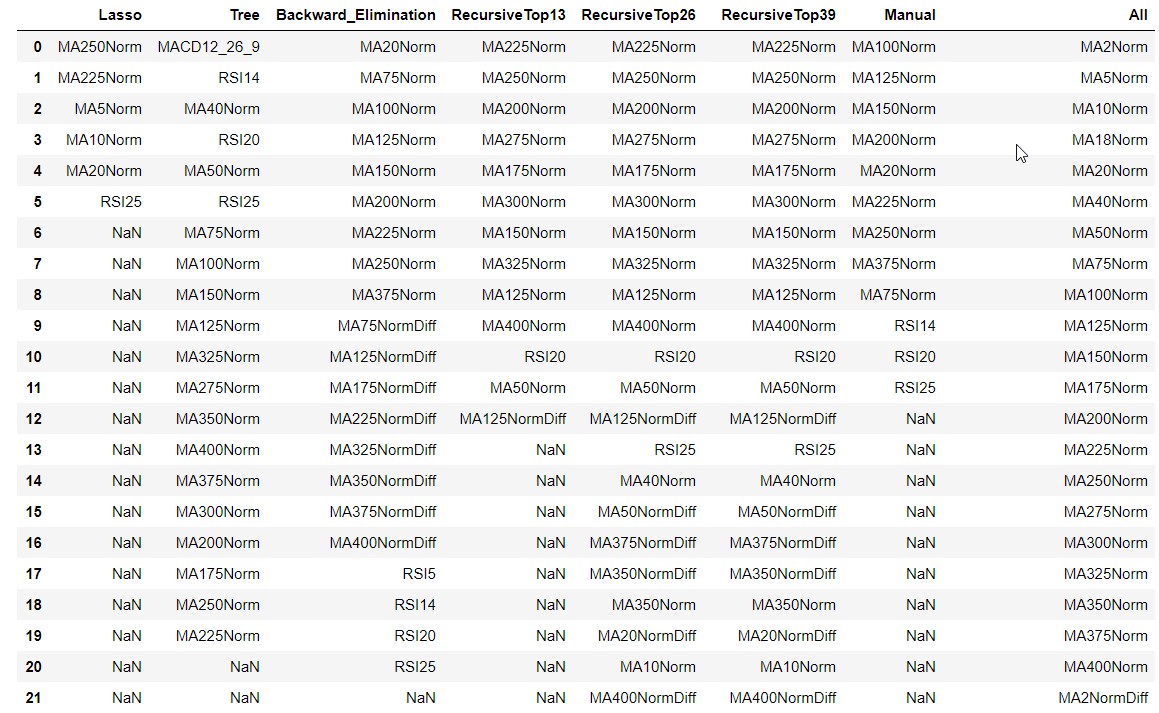 Lasso Tree Backward_Elimination RecursiveTop13 RecursiveTop26 RecursiveTop39 Manual All
0 MA250Norm MACD12_26_9 MA20Norm MA225Norm MA225Norm MA225Norm MA100Norm MA2Norm
1 MA225Norm RSI14 MA75Norm MA250Norm MA250Norm MA250Norm MA125Norm MA5Norm
2 MA5Norm MA40Norm MA100Norm MA200Norm MA200Norm MA200Norm MA150Norm MA10Norm
3 MA10Norm RSI20 MA125Norm MA275Norm MA275Norm MA275Norm MA200Norm MA18Norm
4 MA20Norm MA50Norm MA150Norm MA175Norm MA175Norm MA175Norm MA20Norm MA20Norm
5 RSI25 RSI25 MA200Norm MA300Norm MA300Norm MA300Norm MA225Norm MA40Norm
6 NaN MA75Norm MA225Norm MA150Norm MA150Norm MA150Norm MA250Norm MA50Norm
7 NaN MA100Norm MA250Norm MA325Norm MA325Norm MA325Norm MA375Norm MA75Norm
8 NaN MA150Norm MA375Norm MA125Norm MA125Norm MA125Norm MA75Norm MA100Norm
9 NaN MA125Norm MA75NormDiff MA400Norm MA400Norm MA400Norm RSI14 MA125Norm
10 NaN MA325Norm MA125NormDiff RSI20 RSI20 RSI20 RSI20 MA150Norm
11 NaN MA275Norm MA175NormDiff MA50Norm MA50Norm MA50Norm RSI25 MA175Norm
12 NaN MA350Norm MA225NormDiff MA125NormDiff MA125NormDiff MA125NormDiff NaN MA200Norm
13 NaN MA400Norm MA325NormDiff NaN RSI25 RSI25 NaN MA225Norm
14 NaN MA375Norm MA350NormDiff NaN MA40Norm MA40Norm NaN MA250Norm
15 NaN MA300Norm MA375NormDiff NaN MA50NormDiff MA50NormDiff NaN MA275Norm
16 NaN MA200Norm MA400NormDiff NaN MA375NormDiff MA375NormDiff NaN MA300Norm
17 NaN MA175Norm RSI5 NaN MA350NormDiff MA350NormDiff NaN MA325Norm
18 NaN MA250Norm RSI14 NaN MA350Norm MA350Norm NaN MA350Norm
19 NaN MA225Norm RSI20 NaN MA20NormDiff MA20NormDiff NaN MA375Norm
20 NaN NaN RSI25 NaN MA10Norm MA10Norm NaN MA400Norm
21 NaN NaN NaN NaN MA400NormDiff MA400NormDiff NaN MA2NormDiff